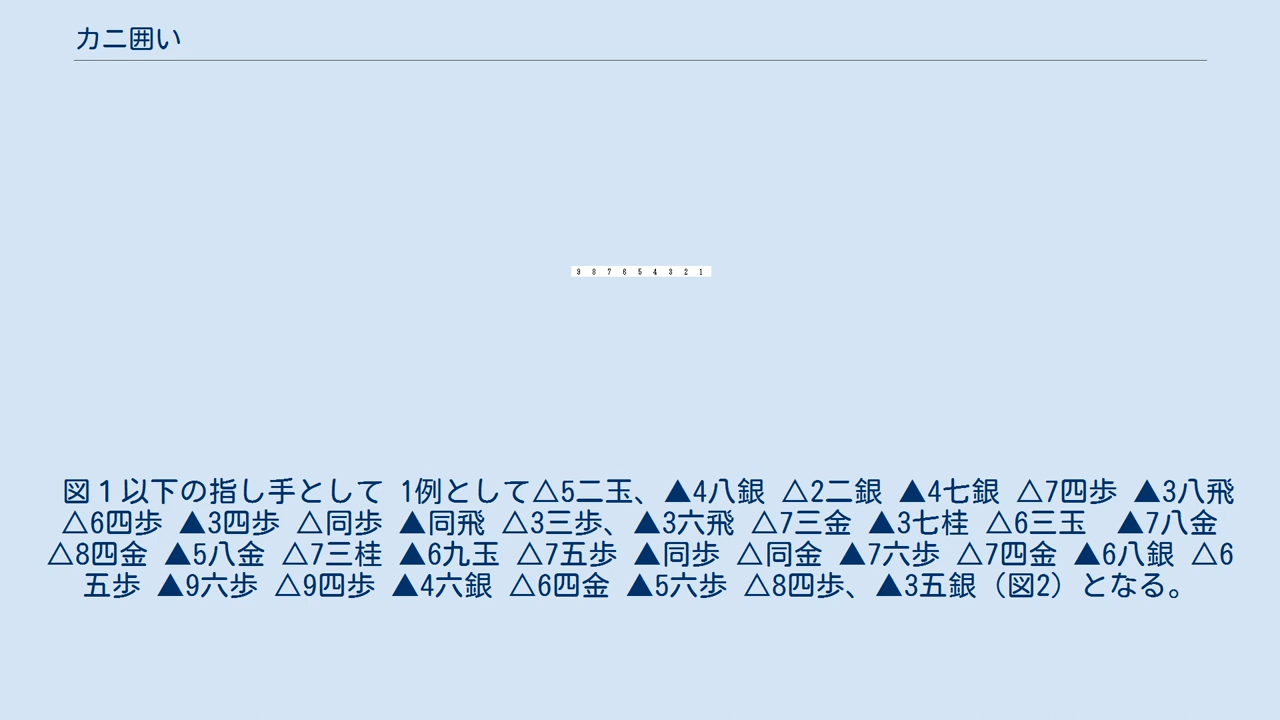 カニ囲い
9 8 7 6 5 4 3 2 1
図１以下の指し手として 1例として△5二玉、▲4八銀 △2二銀 ▲4七銀 △7四歩 ▲3八飛
△6四歩 ▲3四歩 △同歩 ▲同飛 △3三歩、▲3六飛 △7三金 ▲3七桂 △6三玉　▲7八金
△8四金 ▲5八金 △7三桂 ▲6九玉 △7五歩 ▲同歩 △同金 ▲7六歩 △7四金 ▲6八銀 △6
五歩 ▲9六歩 △9四歩 ▲4六銀 △6四金 ▲5六歩 △8四歩、▲3五銀（図2）となる。